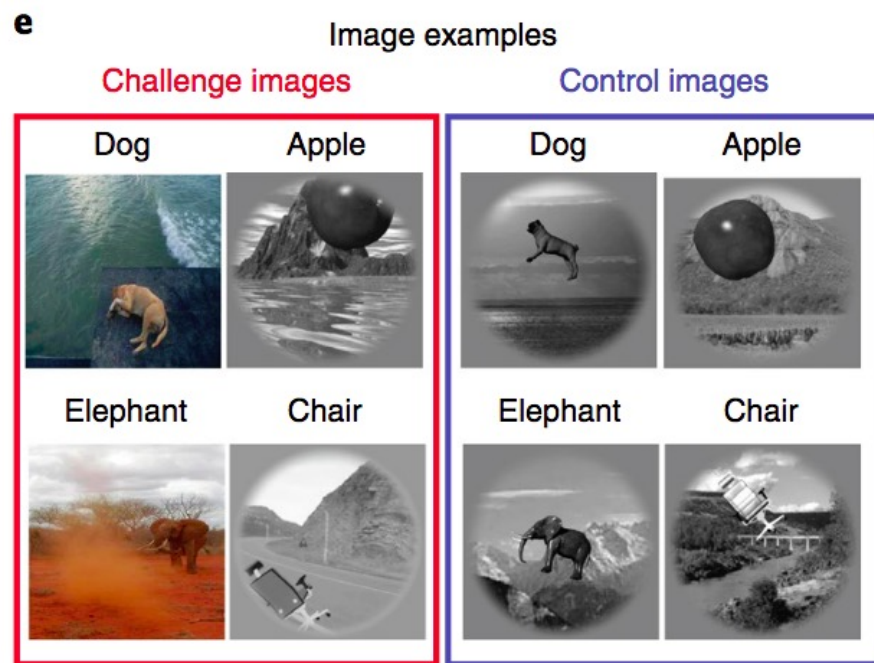 e
Image examples
Challenge images
Control images
Dog
Apple
Dog
Apple
Elephant
Chair
Elephant
Chair